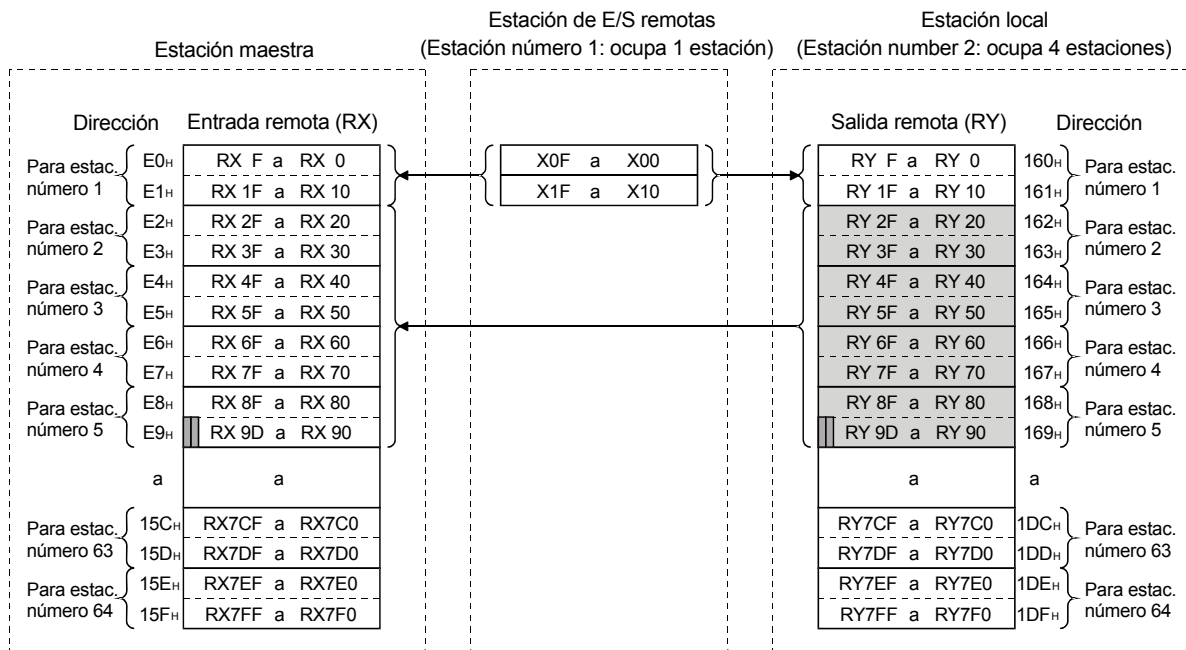 Estación maestra
Estación de E/S remotas
(Estación número 1: ocupa 1 estación)
Estación local
(Estación number 2: ocupa 4 estaciones)
Dirección Entrada remota (RX)
Salida remota (RY) Dirección
Para estac. número 1
E0H RX F a RX 0
E1H RX 1F a RX 10
Para estac. número 2
E2H RX 2F a RX 20
E3H RX 3F a RX 30
Para estac. número 3
E4H RX 4F a RX 40
E5H RX 5F a RX 50
Para estac. número 4
E6H RX 6F a RX 60
E7H RX 7F a RX 70
Para estac. número 5
E8H RX 8F a RX 80
E9H RX 9D a RX 90
a a
Para estac. número 63
15CH RX7CF a RX7C0
15DH RX7DF a RX7D0
Para estac. número 64
15EH RX7EF a RX7E0
15FH RX7FF a RX7F0
X0F a X00
X1F a X10
RY F a RY 0 160H
RY 1F a RY 10 161H
Para estac. número 1
RY 2F a RY 20 162H
RY 3F a RY 30 163H
Para estac. número 2
RY 4F a RY 40 164H
RY 5F a RY 50 165H
Para estac. número 3
RY 6F a RY 60 166H
RY 7F a RY 70 167H
Para estac. número 4
RY 8F a RY 80 168H
RY 9D a RY 90 169H
Para estac. número 5
a a
RY7CF a RY7C0 1DCH
RY7DF a RY7D0 1DDH
Para estac. número 63
RY7EF a RY7E0 1DEH
RY7FF a RY7F0 1DFH
Para estac. número 64